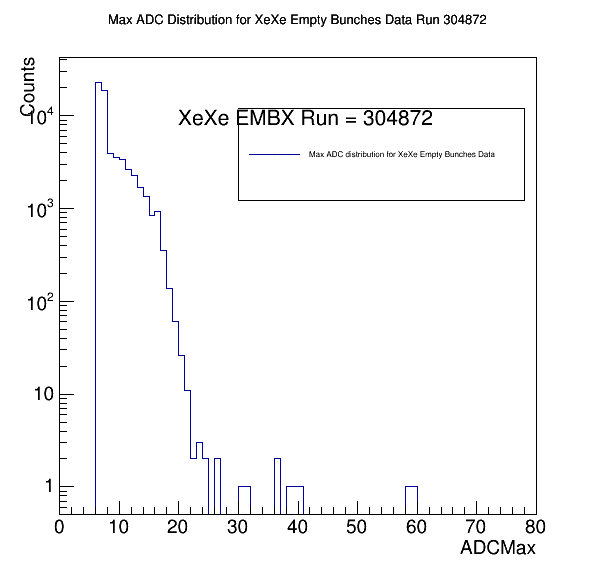 Max ADC Distribution for XeXe Empty Bunches Data Run 304872
Counts
XeXe EMBX Run = 304872
Max ADC distribution for XeXe Empty Bunches Data
10^4
10^3
10^2
10
1
0 10 20 30 40 50 60 70 80
ADCMax